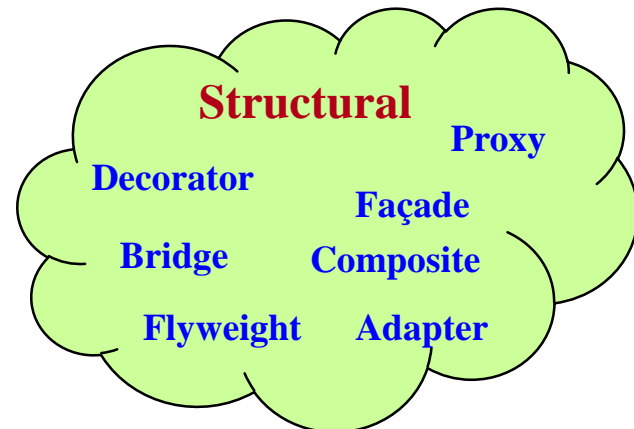 Structural
Proxy
Decorator
Façade
Bridge
Composite
Flyweight
Adapter